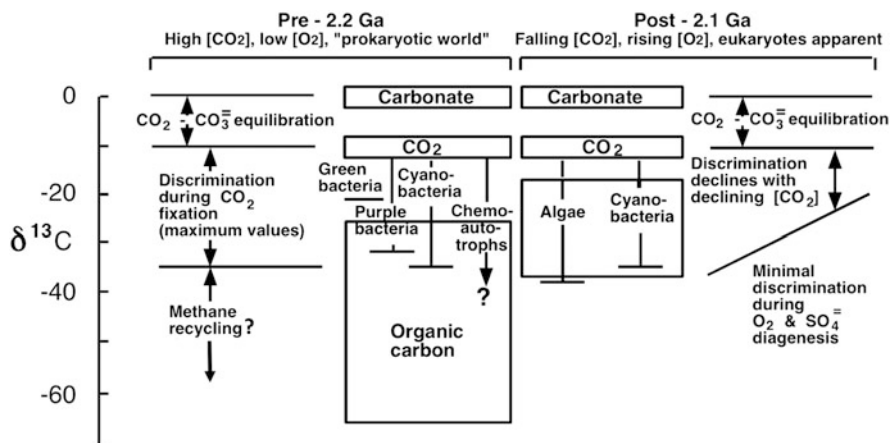 Pre - 2.2 Ga
High [CO2], low [O2], "prokaryotic world"
Post - 2.1 Ga
Falling [CO2], rising [O2], eukaryotes apparent
0
-20
-40
-60
δ13C
CO2 - CO3= equilibration
Discrimination
during CO2
fixation
(maximum values)
Methane
recycling?
Carbonate
CO2
Green
bacteria
Cyano-
bacteria
Purple
bacteria
Chemo-
auto-
trophs
?
Organic
carbon
Carbonate
CO2
Algae
Cyano-
bacteria
CO2 - CO3= equilibration
Discrimination
declines with
declining [CO2]
Minimal
discrimination
during
O2 & SO4=
diagenesis